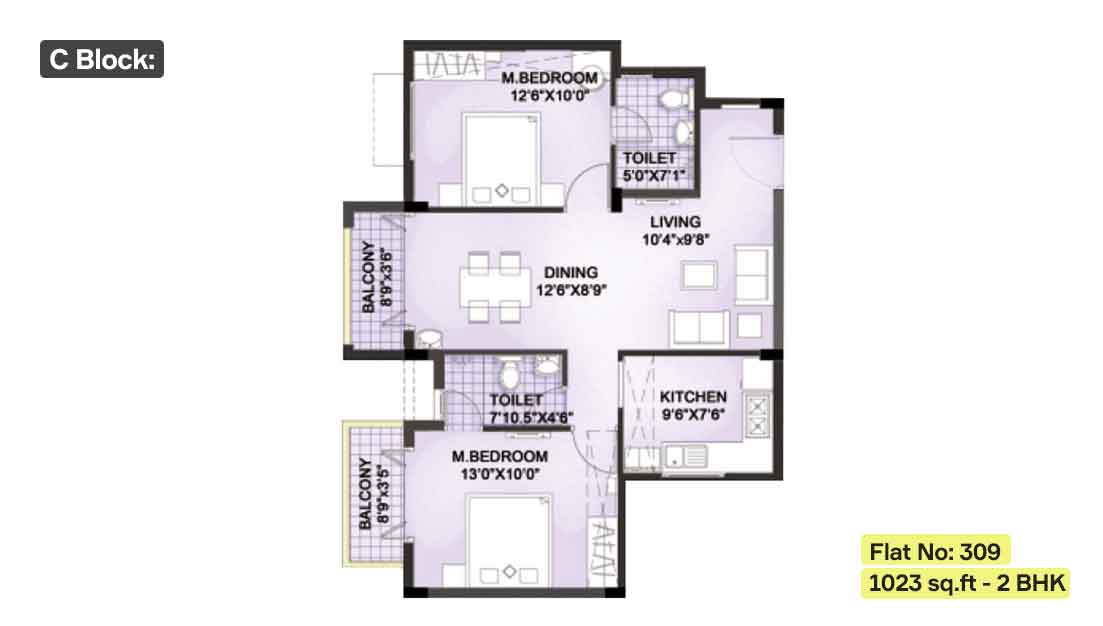 C Block:
M.BEDROOM
12'6"X10'0"
TOILET
5'0"X7'1"
LIVING
10'4"x9'8"
BALCONY
8'9"x3'6"
DINING
12'6"X8'9"
TOILET
7'10.5"X4'6"
KITCHEN
9'6"X7'6"
M.BEDROOM
13'0"X10'0"
BALCONY
8'9"x3'5"
Flat No: 309
1023 sq.ft - 2 BHK